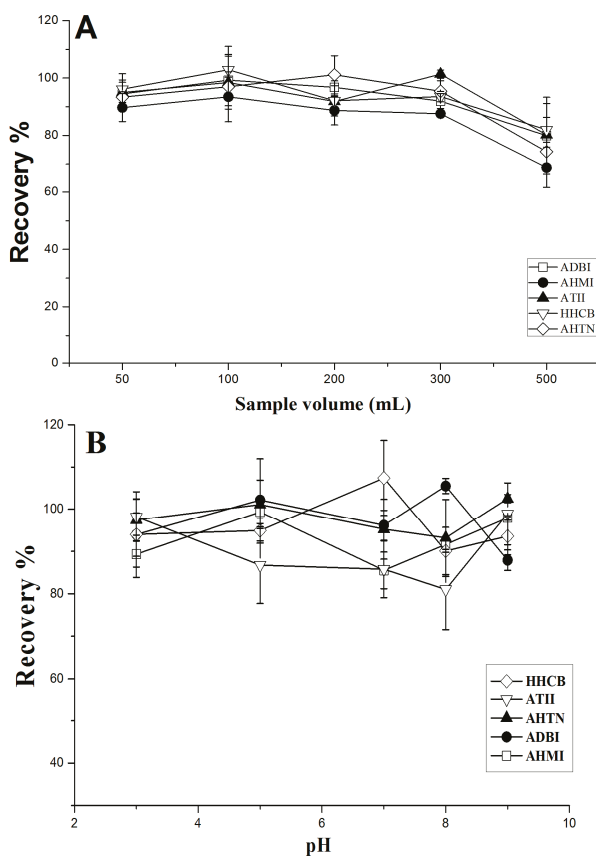 A
120
100
80
60
40
20
0
Recovery %
50 100 200 300 500
Sample volume (mL)
ADBI
AHMI
ATII
HHCB
AHTN
B
120
100
80
60
40
Recovery %
2 4 6 8 10
pH
HHCB
ATII
AHTN
ADBI
AHMI